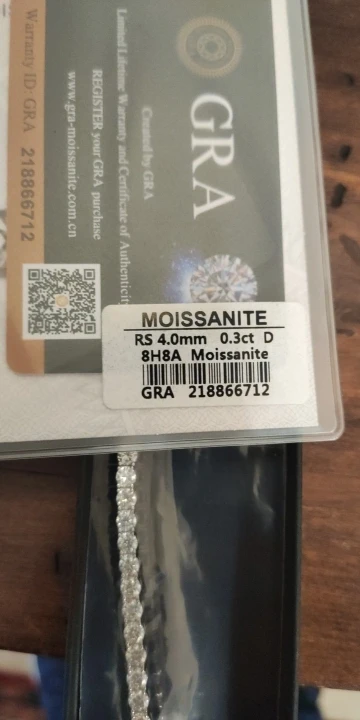 GRA
Created by GRA
Limited Lifetime Warranty and Certificate of Authenticity
REGISTER your GRA purchase
www.gra-moissanite.com.cn
Warranty ID: GRA 218866712
MOISSANITE
RS 4.0mm 0.3ct D
8H8A Moissanite
GRA 218866712